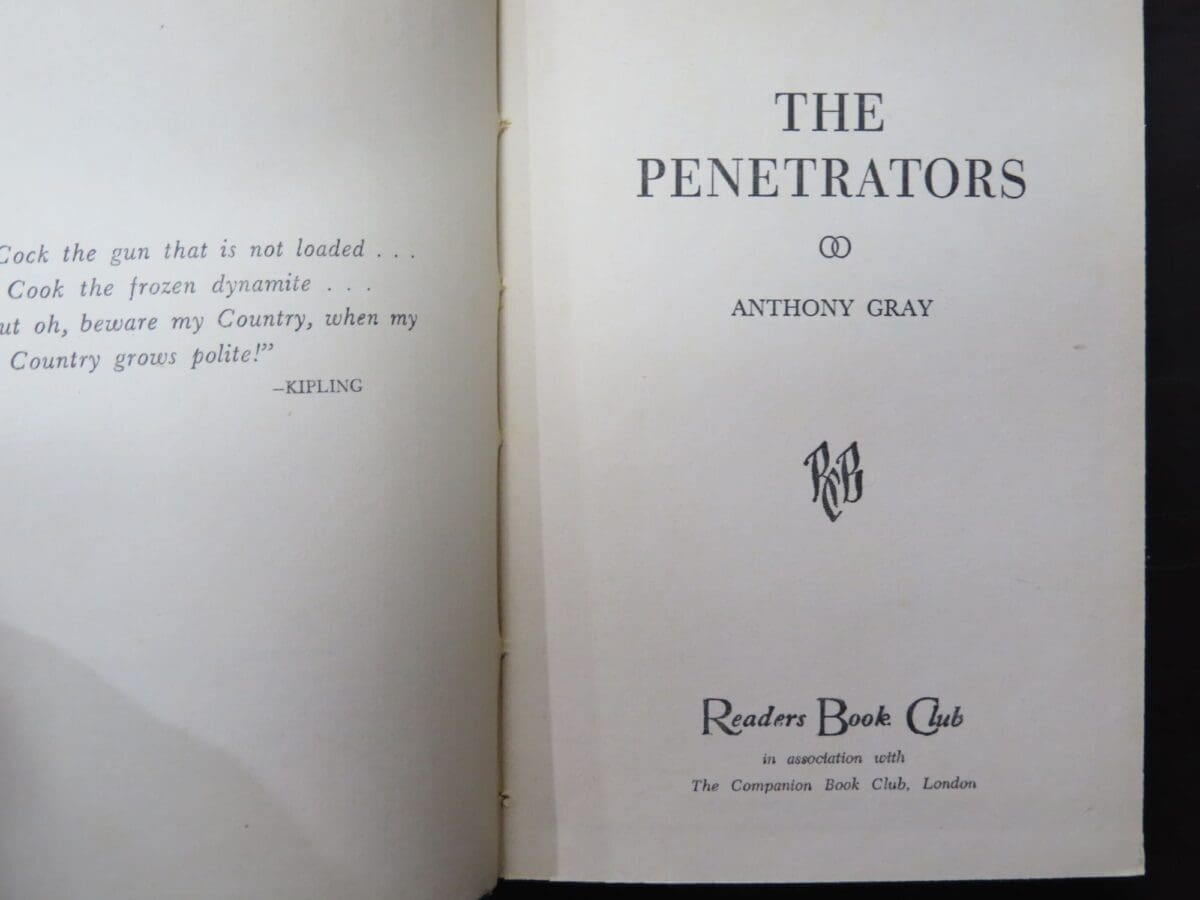 Cock the gun that is not loaded . . .
Cook the frozen dynamite . . .
ut oh, beware my Country, when my
Country grows polite!”
–KIPLING
THE
PENETRATORS
ANTHONY GRAY
RCB
Readers Book Club
in association with
The Companion Book Club, London